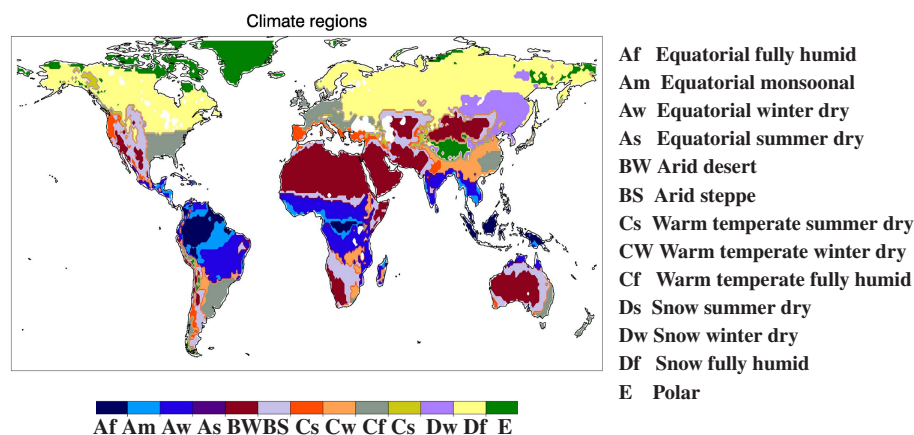 Climate regions
Af Equatorial fully humid
Am Equatorial monsoonal
Aw Equatorial winter dry
As Equatorial summer dry
BW Arid desert
BS Arid steppe
Cs Warm temperate summer dry
CW Warm temperate winter dry
Cf Warm temperate fully humid
Ds Snow summer dry
Dw Snow winter dry
Df Snow fully humid
E Polar
Af Am Aw As BW BS Cs Cw Cf Cs Dw Df E